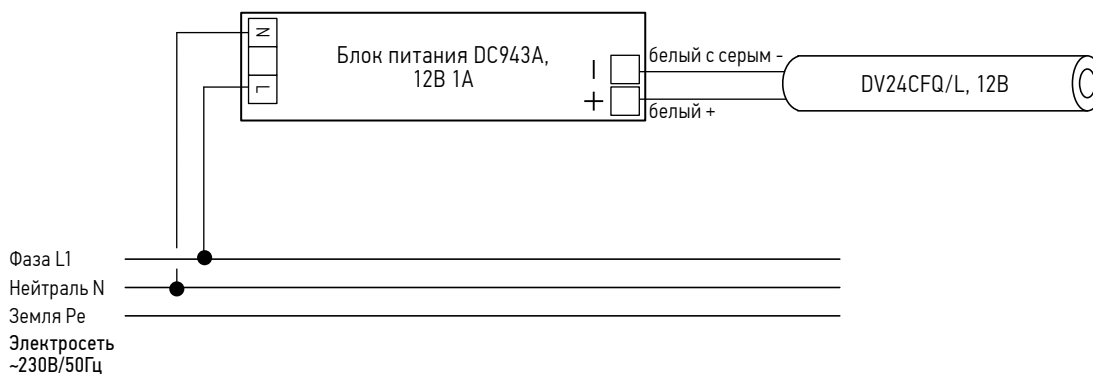 N
L
Блок питания DC943A,
12В 1А
–
+
белый с серым -
белый +
DV24CFQ/L, 12В
Фаза L1
Нейтраль N
Земля Pe
Электросеть
~230В/50Гц